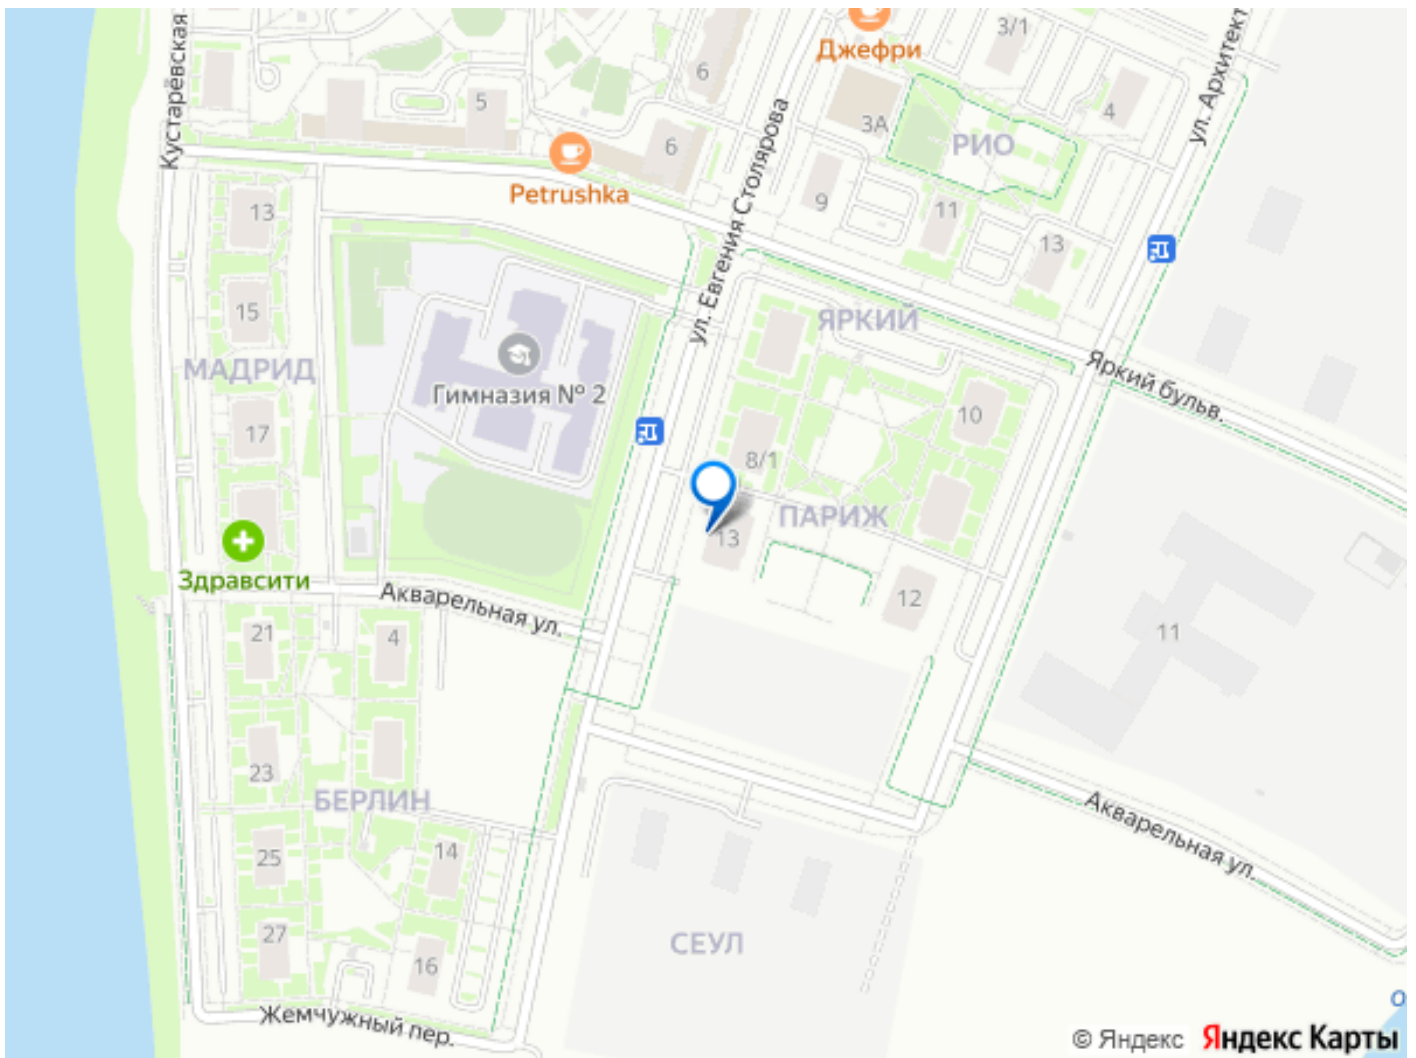 Кустарёвская
5
6
6
Джефри
3/1
3А
4
ул. Архитект
РИО
Petrushka
ул. Евгения Столярова
9
11
13
13
15
МАДРИД
17
Гимназия № 2
ЯРКИЙ
Яркий бульв.
10
8/1
ПАРИЖ
13
12
11
Здравсити
Акварельная ул.
21
4
23
БЕРЛИН
25
14
27
16
СЕУЛ
Акварельная ул.
Жемчужный пер.
О
© Яндекс Яндекс Карты